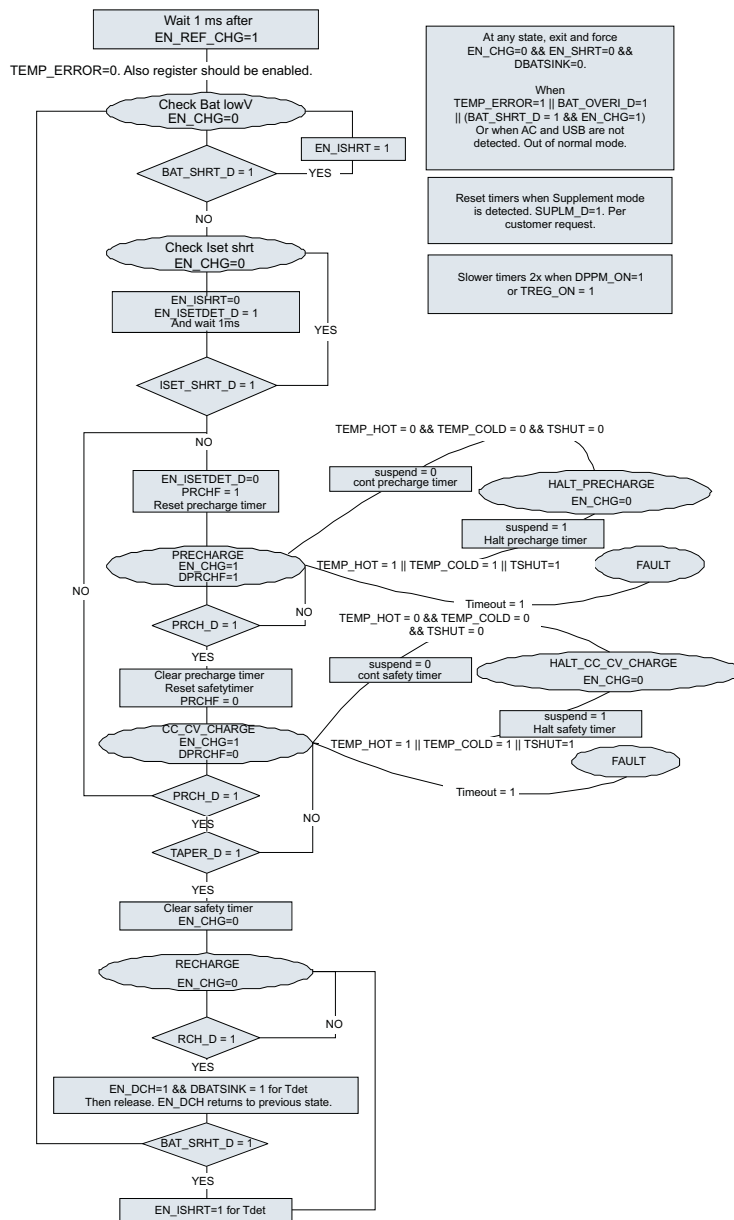 Wait 1 ms after
EN_REF_CHG=1
TEMP_ERROR=0. Also register should be enabled.
Check Bat lowV
EN_CHG=0
EN_ISHRT = 1
BAT_SHRT_D = 1
YES
NO
Check Iset shrt
EN_CHG=0
EN_ISHRT=0
EN_ISETDET_D = 1
And wait 1ms
YES
ISET_SHRT_D = 1
NO
At any state, exit and force
EN_CHG=0 && EN_SHRT=0 &&
DBATSINK=0.
When
TEMP_ERROR=1 || BAT_OVERI_D=1
|| (BAT_SHRT_D = 1 && EN_CHG=1)
Or when AC and USB are not
detected. Out of normal mode.
Reset timers when Supplement mode
is detected. SUPLM_D=1. Per
customer request.
Slower timers 2x when DPPM_ON=1
or TREG_ON = 1
TEMP_HOT = 0 && TEMP_COLD = 0 && TSHUT = 0
EN_ISETDET_D=0
PRCHF = 1
Reset precharge timer
suspend = 0
cont precharge timer
HALT_PRECHARGE
EN_CHG=0
suspend = 1
Halt precharge timer
PRECHARGE
EN_CHG=1
DPRCHF=1
TEMP_HOT = 1 || TEMP_COLD = 1 || TSHUT=1
FAULT
NO
NO
Timeout = 1
PRCH_D = 1
TEMP_HOT = 0 && TEMP_COLD = 0
&& TSHUT = 0
YES
Clear precharge timer
Reset safetytimer
PRCHF = 0
suspend = 0
cont safety timer
HALT_CC_CV_CHARGE
EN_CHG=0
suspend = 1
Halt safety timer
CC_CV_CHARGE
EN_CHG=1
DPRCHF=0
TEMP_HOT = 1 || TEMP_COLD = 1 || TSHUT=1
FAULT
Timeout = 1
PRCH_D = 1
YES
NO
TAPER_D = 1
YES
Clear safety timer
EN_CHG=0
RECHARGE
EN_CHG=0
NO
RCH_D = 1
YES
EN_DCH=1 && DBATSINK = 1 for Tdet
Then release. EN_DCH returns to previous state.
BAT_SRHT_D = 1
YES
EN_ISHRT=1 for Tdet